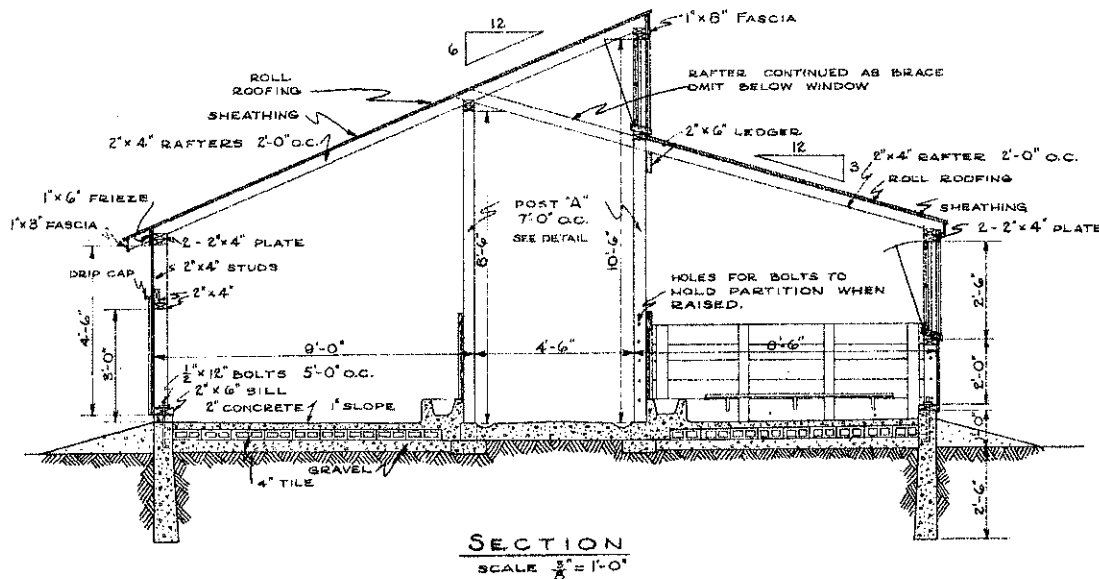 12
6
1"x8" FASCIA
ROLL
ROOFING
SHEATHING
2"x4" RAFTERS 2'-0" O.C.
RAFTER CONTINUED AS BRACE
OMIT BELOW WINDOW
2"x6" LEDGER
12
3
2"x4" RAFTER 2'-0" O.C.
ROLL ROOFING
SHEATHING
2-2"x4" PLATE
1"x6" FRIEZE
1"x8" FASCIA
2-2"x4" PLATE
2"x4" STUDS
DRIP CAP
2"x4"
POST "A"
7'-0" O.C.
SEE DETAIL
8'-6"
10'-6"
HOLES FOR BOLTS TO
HOLD PARTITION WHEN
RAISED.
2'-6"
4'-6"
3'-0"
9'-0"
4'-6"
8'-6"
2'-0"
½"x12" BOLTS 5'-0" O.C.
2"x6" SILL
2" CONCRETE 1" SLOPE
1'-0"
GRAVEL
4" TILE
2'-6"
SECTION
SCALE ⅜"=1'-0"